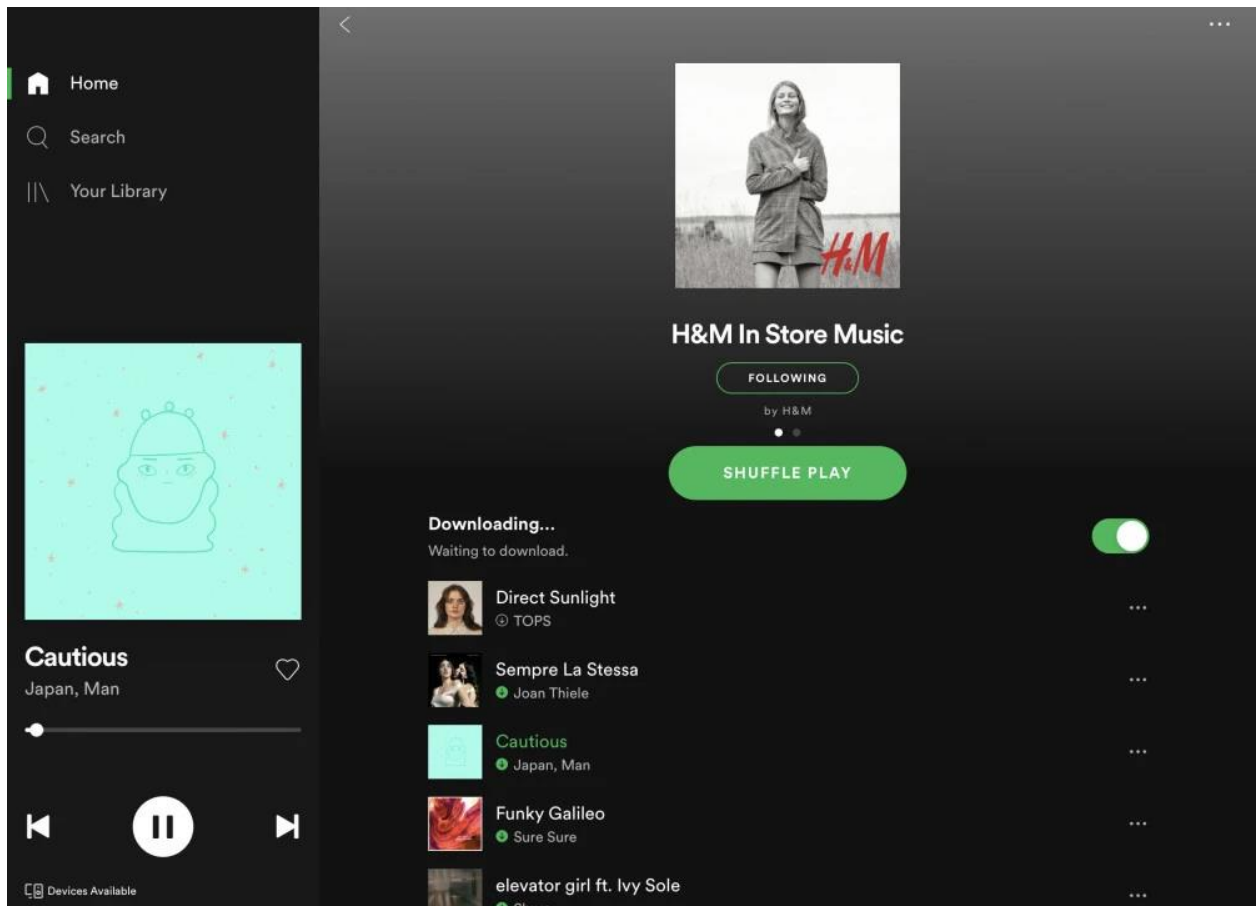 Home
Search
Your Library
Cautious
Japan, Man
Devices Available
H&M
H&M In Store Music
FOLLOWING
by H&M
SHUFFLE PLAY
Downloading...
Waiting to download.
Direct Sunlight
TOPS
Sempre La Stessa
Joan Thiele
Cautious
Japan, Man
Funky Galileo
Sure Sure
elevator girl ft. Ivy Sole